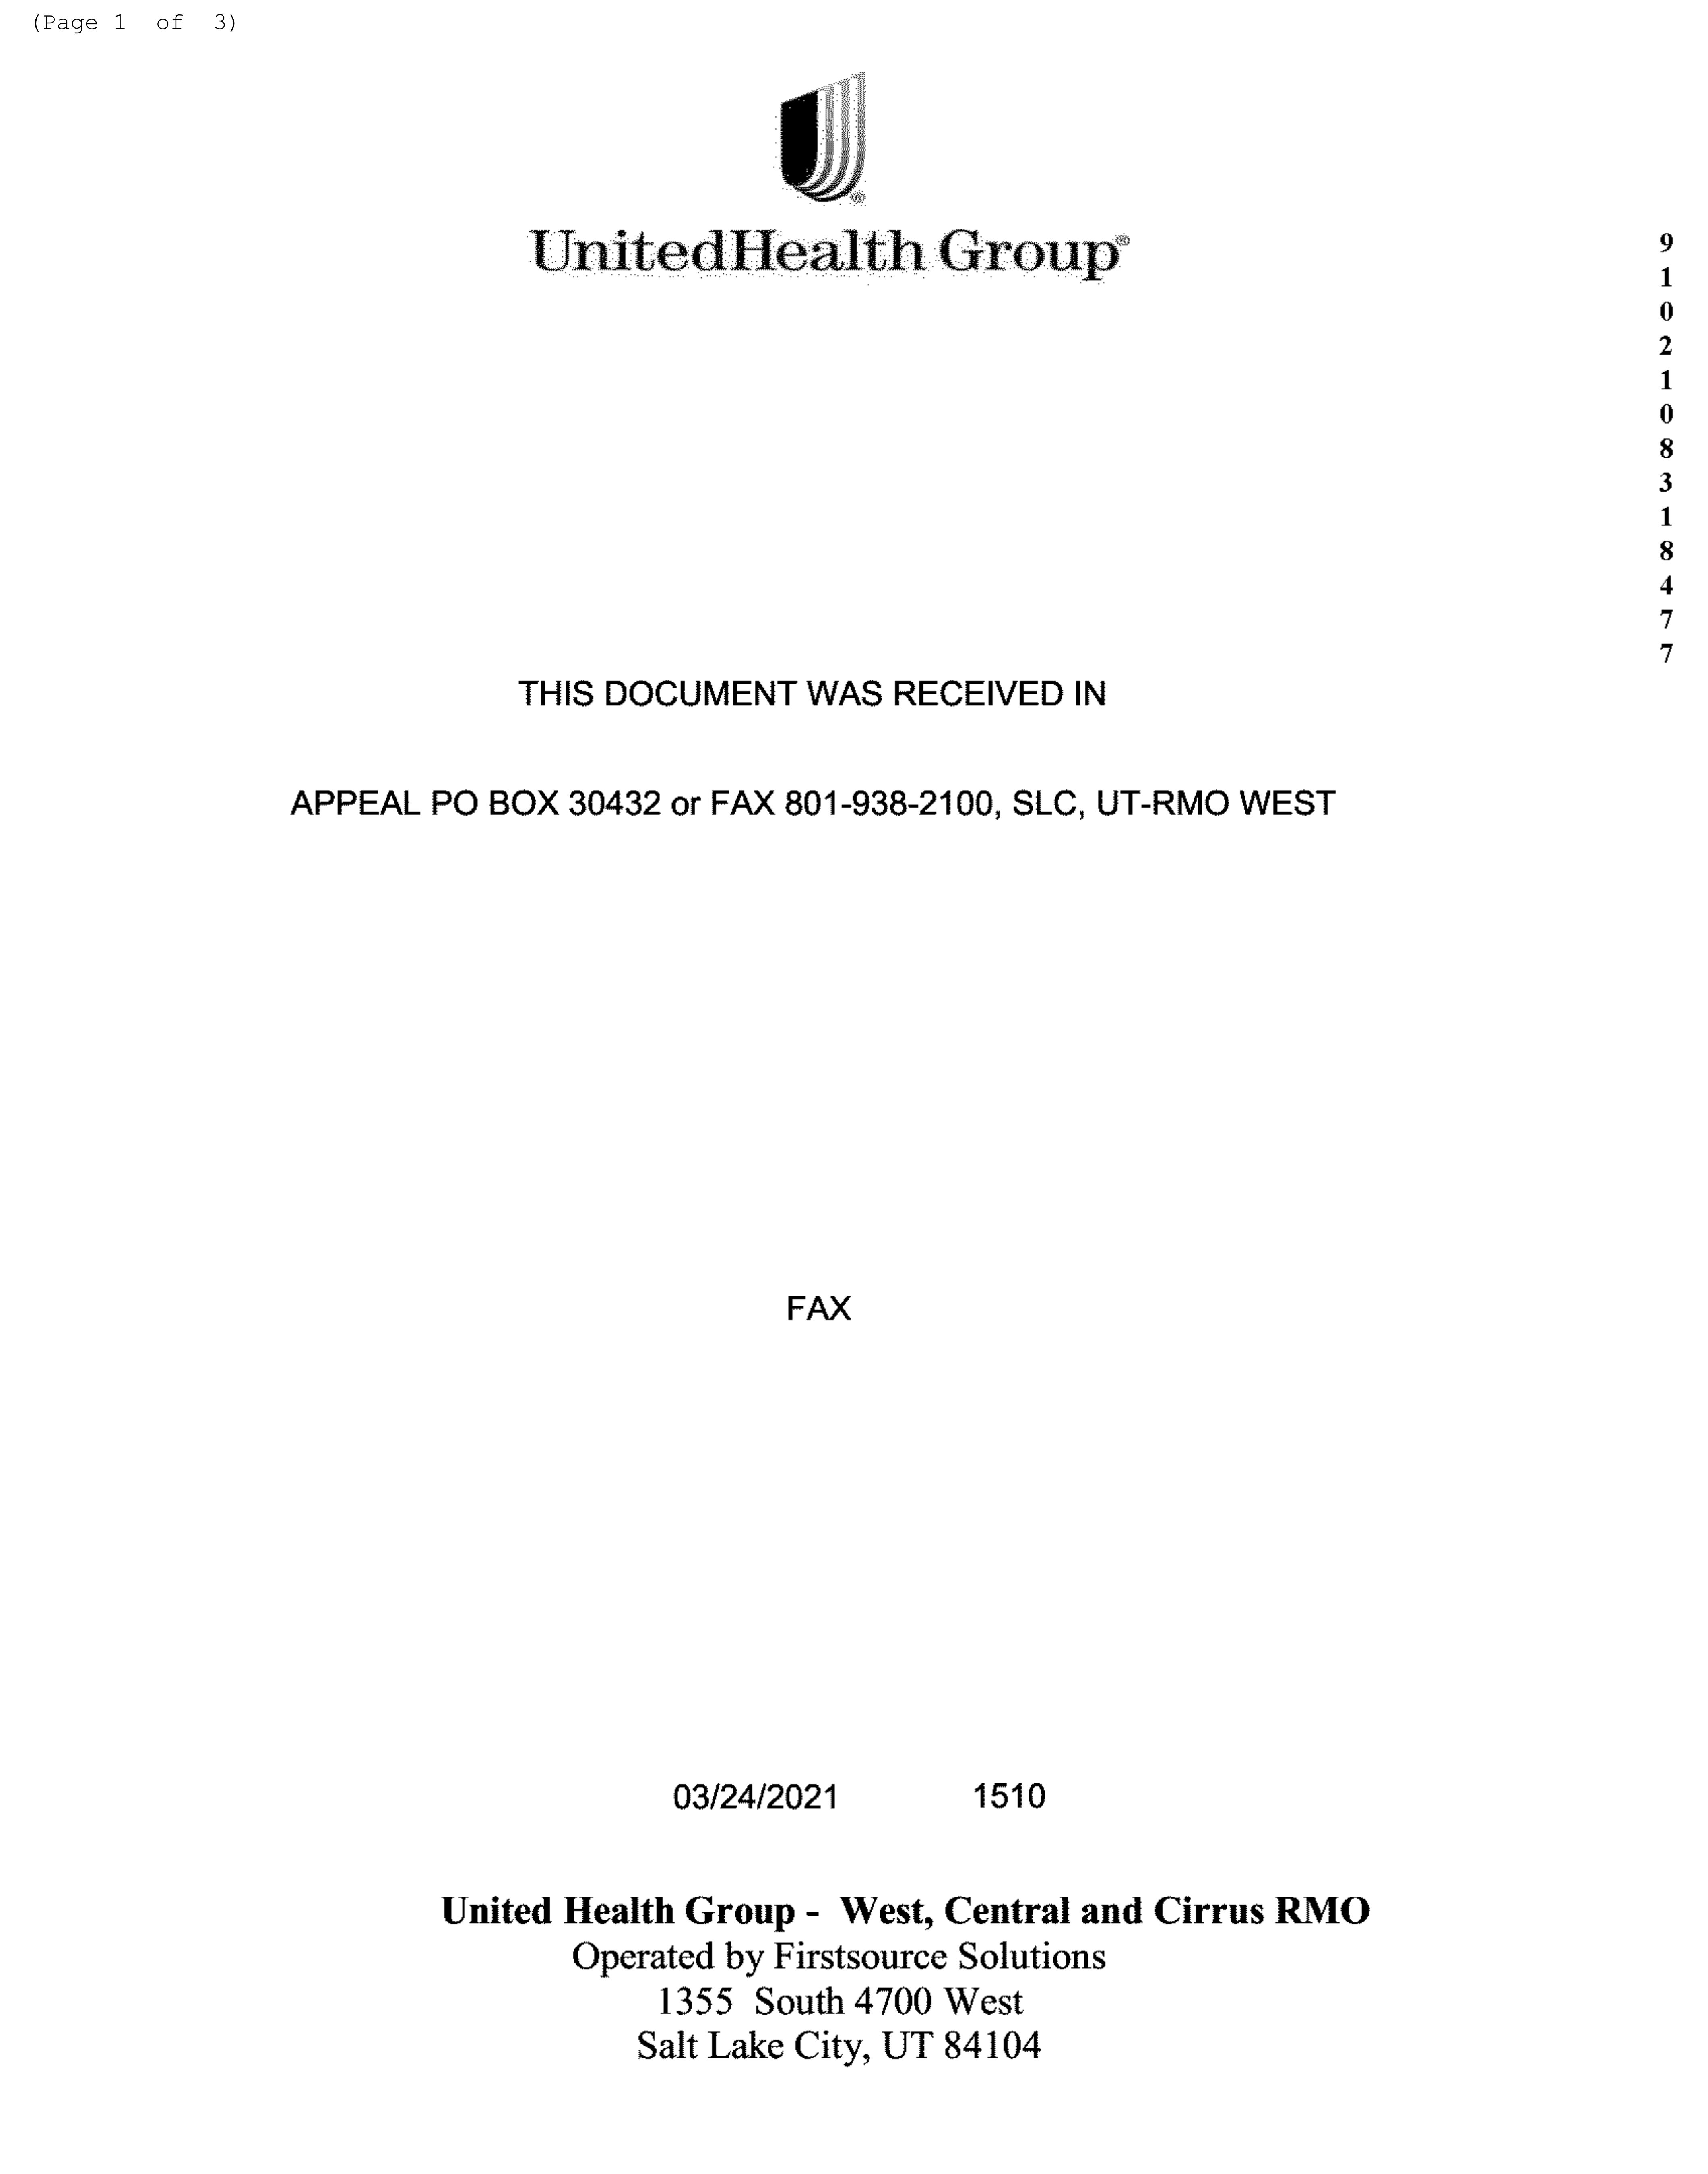 (Page 1 of 3)
UnitedHealth Group®
9
1
0
2
1
0
8
3
1
8
4
7
7
THIS DOCUMENT WAS RECEIVED IN
APPEAL PO BOX 30432 or FAX 801-938-2100, SLC, UT-RMO WEST
FAX
03/24/2021 1510
United Health Group - West, Central and Cirrus RMO
Operated by Firstsource Solutions
1355 South 4700 West
Salt Lake City, UT 84104